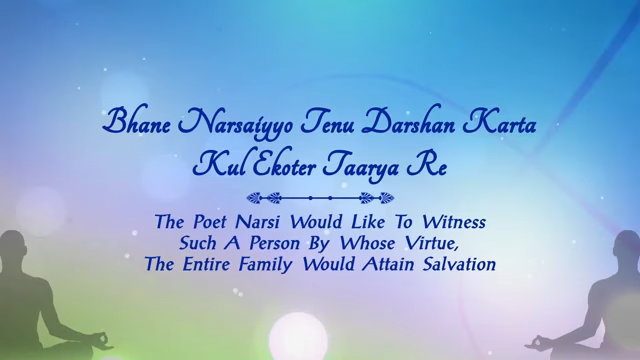 Bhane Narsaiyyo Tenu Darshan Karta
Kul Ekoter Taarya Re
The Poet Narsi Would Like To Witness
Such A Person By Whose Virtue,
The Entire Family Would Attain Salvation